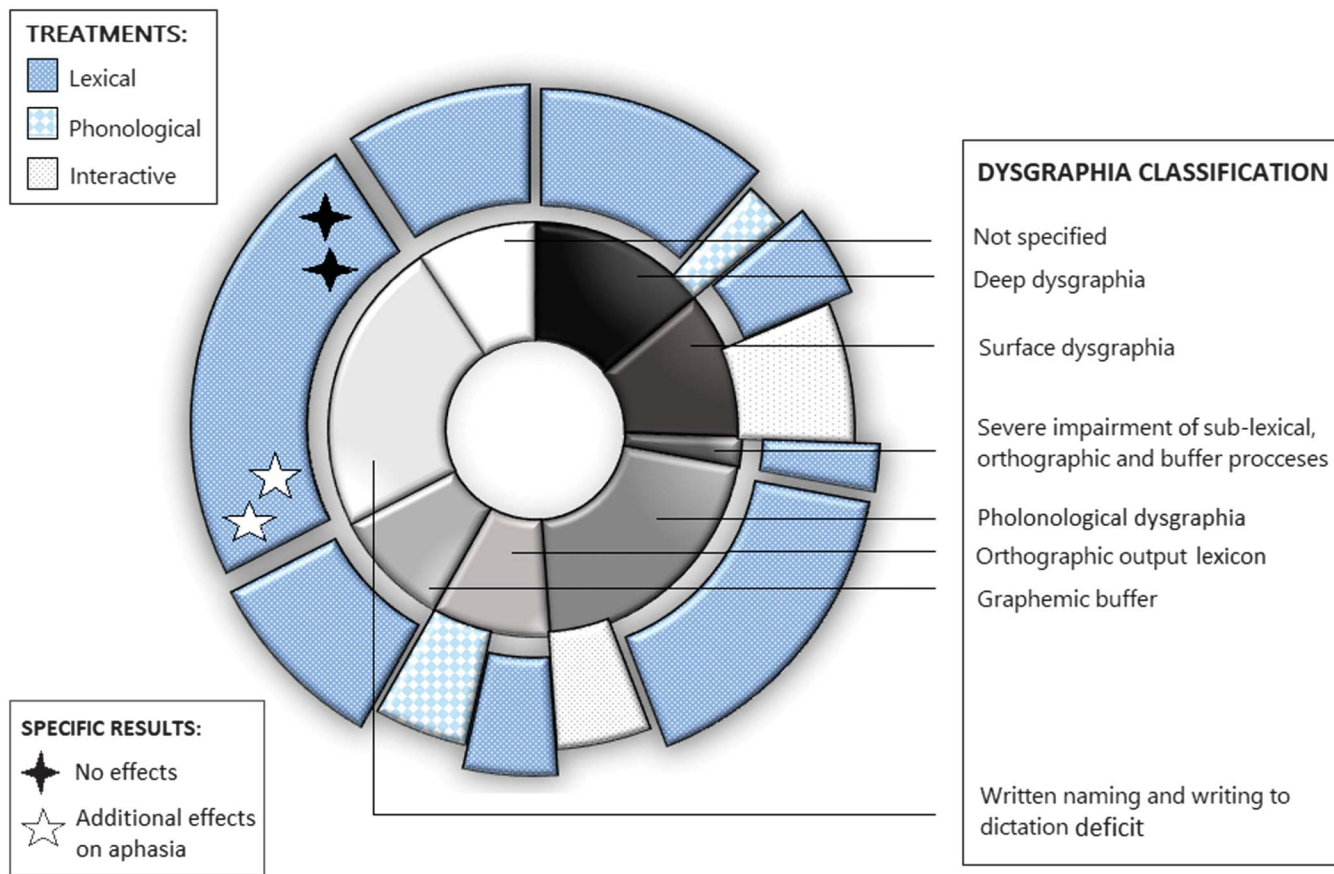 TREATMENTS:
Lexical
Phonological
Interactive
DYSGRAPHIA CLASSIFICATION
Not specified
Deep dysgraphia
Surface dysgraphia
Severe impairment of sub-lexical,
orthographic and buffer procceses
Pholonological dysgraphia
Orthographic output lexicon
Graphemic buffer
Written naming and writing to
dictation deficit
SPECIFIC RESULTS:
No effects
Additional effects
on aphasia